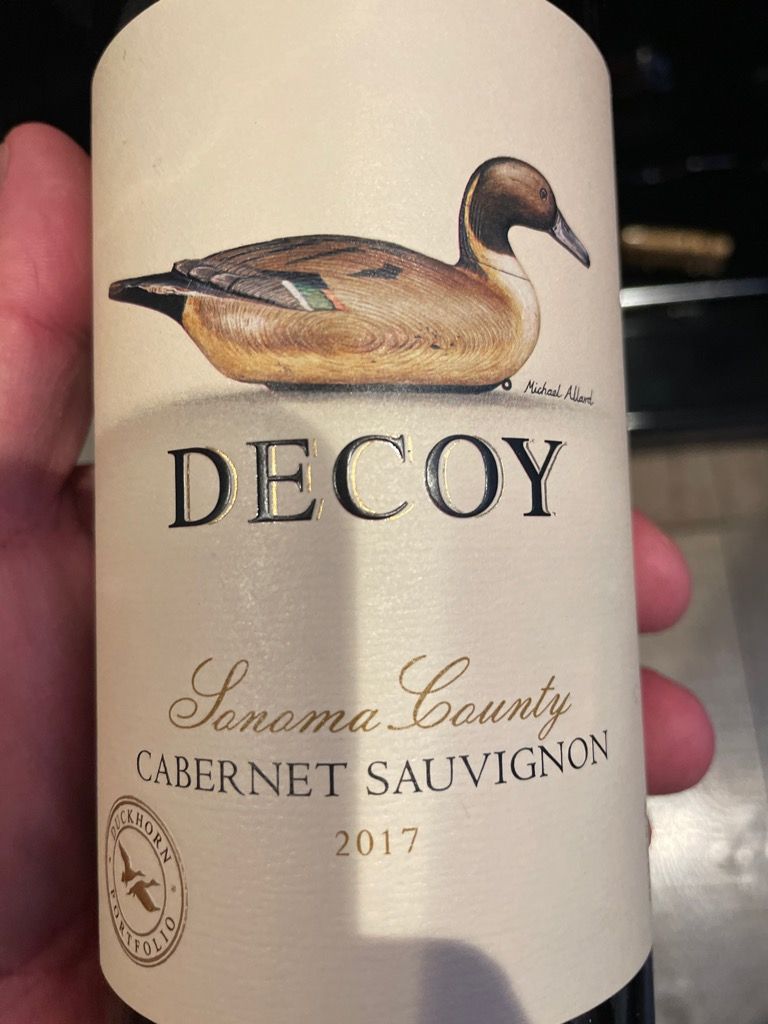 Michael Allard
DECOY
Sonoma County
CABERNET SAUVIGNON
2017
DUCKHORN
PORTFOLIO